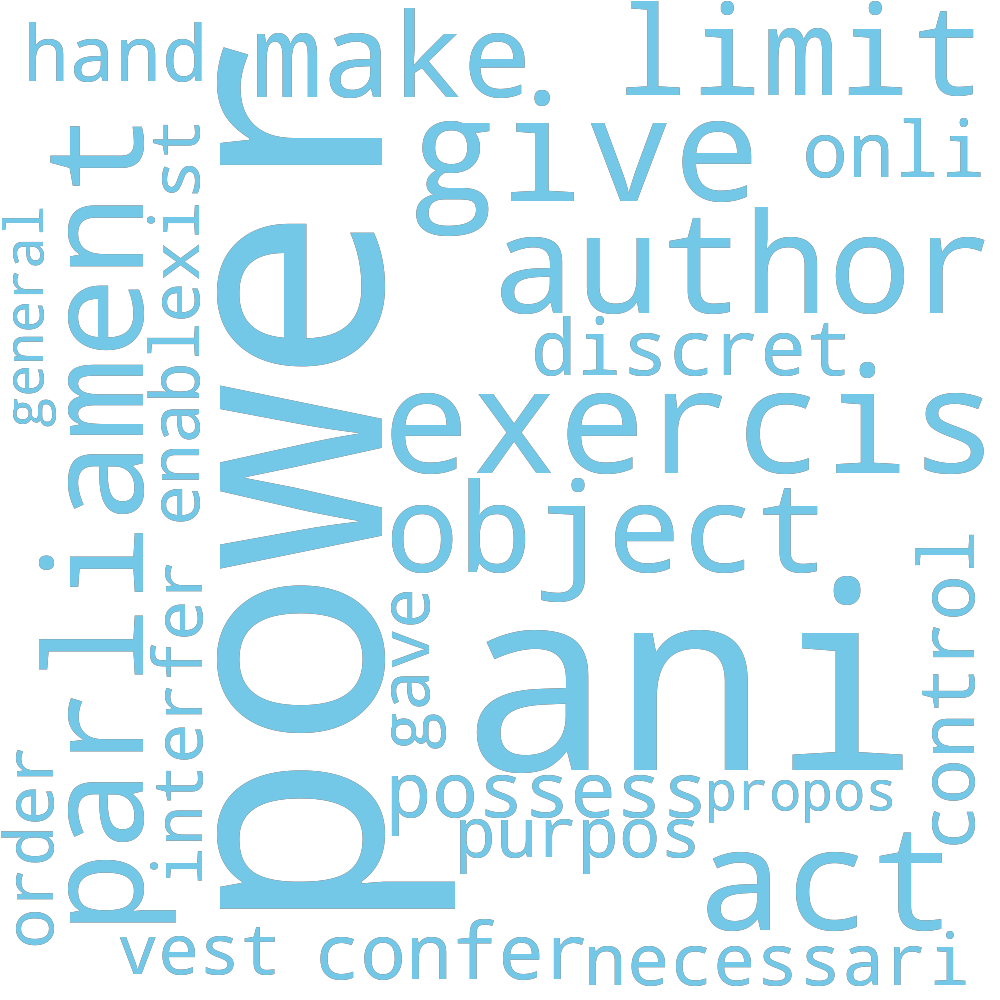 hand
make
limit
give
onli
author
discret
exercis
object
ani
possess
propos
purpos
act
vest
confer
necessari
power
parliament
general
exist
enabl
interfer
order
gave
control